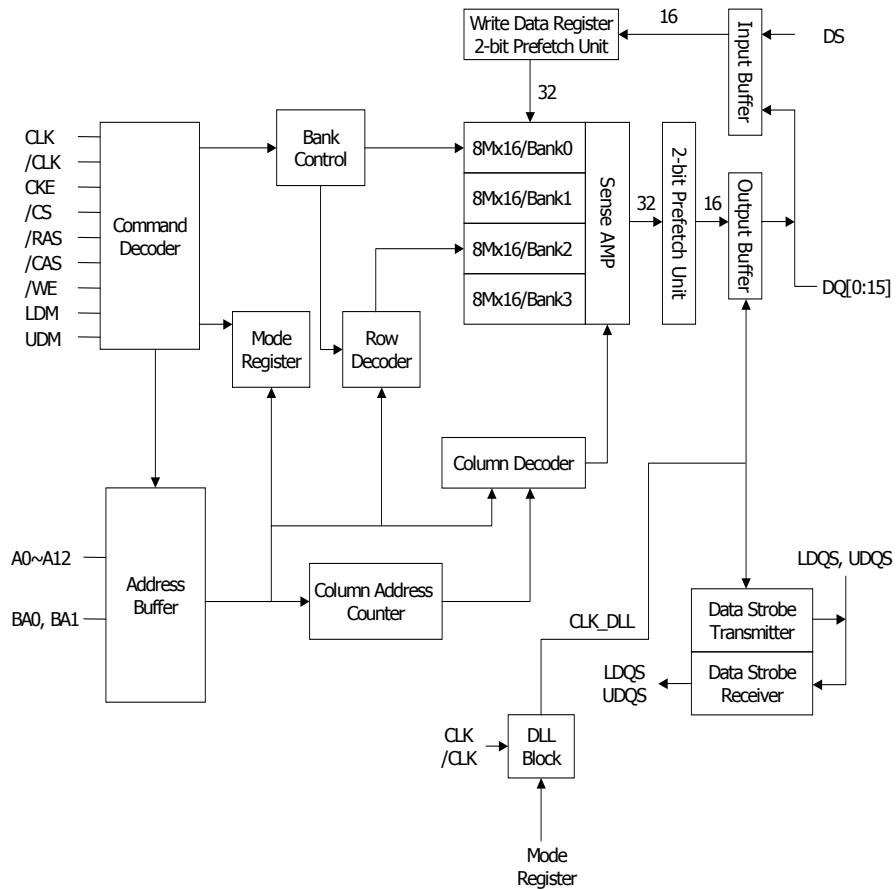 Write Data Register
2-bit Prefetch Unit
16
Input Buffer
DS
32
CLK
/CLK
CKE
/CS
/RAS
/CAS
/WE
LDM
UDM
Command
Decoder
Bank
Control
8Mx16/Bank0
8Mx16/Bank1
8Mx16/Bank2
8Mx16/Bank3
Sense AMP
32
2-bit Prefetch Unit
16
Output Buffer
DQ[0:15]
Mode
Register
Row
Decoder
Column Decoder
A0~A12
BA0, BA1
Address
Buffer
Column Address
Counter
LDQS, UDQS
CLK_DLL
Data Strobe
Transmitter
Data Strobe
Receiver
LDQS
UDQS
CLK
/CLK
DLL
Block
Mode
Register